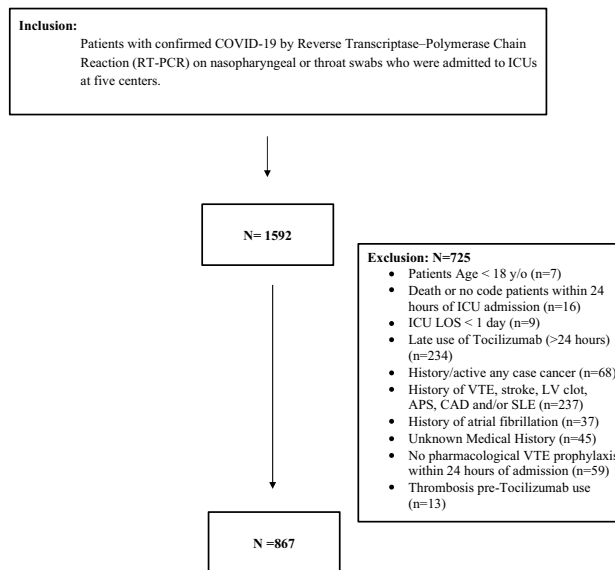 Inclusion:
Patients with confirmed COVID-19 by Reverse Transcriptase–Polymerase Chain
Reaction (RT-PCR) on nasopharyngeal or throat swabs who were admitted to ICUs
at five centers.
N= 1592
Exclusion: N=725
• Patients Age < 18 y/o (n=7)
• Death or no code patients within 24
hours of ICU admission (n=16)
• ICU LOS < 1 day (n=9)
• Late use of Tocilizumab (>24 hours)
(n=234)
• History/active any case cancer (n=68)
• History of VTE, stroke, LV clot,
APS, CAD and/or SLE (n=237)
• History of atrial fibrillation (n=37)
• Unknown Medical History (n=45)
• No pharmacological VTE prophylaxis
within 24 hours of admission (n=59)
• Thrombosis pre-Tocilizumab use
(n=13)
N =867